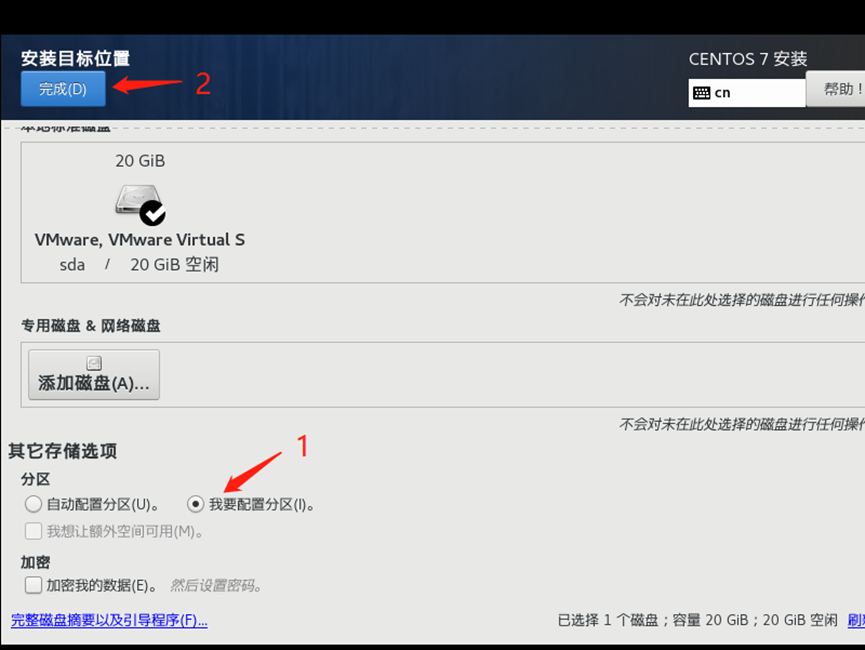 安装目标位置
CENTOS 7 安装
完成(D)
2
cn
帮助!
本地标准磁盘
20 GiB
VMware, VMware Virtual S
sda / 20 GiB 空闲
不会对未在此处选择的磁盘进行任何操
专用磁盘 & 网络磁盘
添加磁盘(A)...
不会对未在此处选择的磁盘进行任何操
其它存储选项
1
分区
自动配置分区(U)。 我要配置分区(I)。
我想让额外空间可用(M)。
加密
加密我的数据(E)。 然后设置密码。
完整磁盘摘要以及引导程序(F)...
已选择 1 个磁盘；容量 20 GiB；20 GiB 空闲